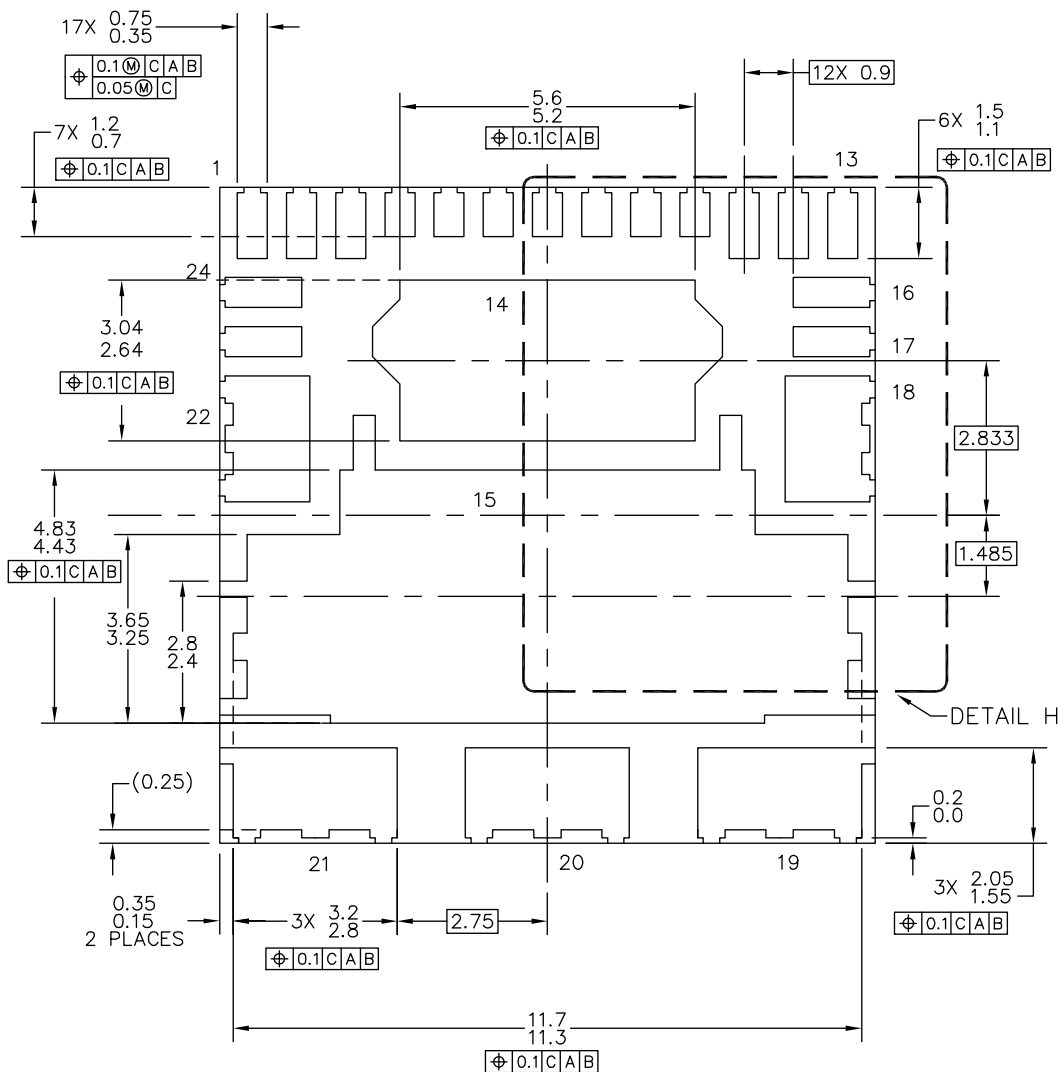 17X 0.75
0.35
⌖ 0.1Ⓜ C A B
0.05Ⓜ C
12X 0.9
5.6
5.2
⌖ 0.1 C A B
7X 1.2
0.7
⌖ 0.1 C A B
6X 1.5
1.1
⌖ 0.1 C A B
1
13
24
14
16
3.04
2.64
⌖ 0.1 C A B
17
18
22
2.833
15
4.83
4.43
⌖ 0.1 C A B
1.485
3.65
3.25
2.8
2.4
DETAIL H
(0.25)
0.2
0.0
21
20
19
3X 2.05
1.55
⌖ 0.1 C A B
0.35
0.15
2 PLACES
3X 3.2
2.8
⌖ 0.1 C A B
2.75
11.7
11.3
⌖ 0.1 C A B